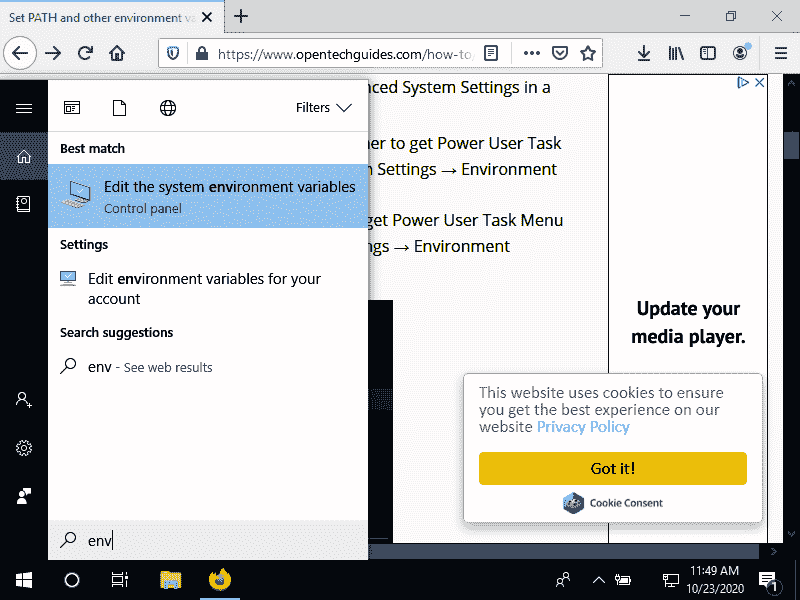 Set PATH and other environment va
https://www.opentechguides.com/how-to/
Filters
Best match
Edit the system environment variables
Control panel
Settings
Edit environment variables for your
account
Search suggestions
env - See web results
env
nced System Settings in a
ner to get Power User Task
n Settings → Environment
get Power User Task Menu
ngs → Environment
Update your
media player.
This website uses cookies to ensure
you get the best experience on our
website Privacy Policy
Got it!
Cookie Consent
11:49 AM
10/23/2020
1